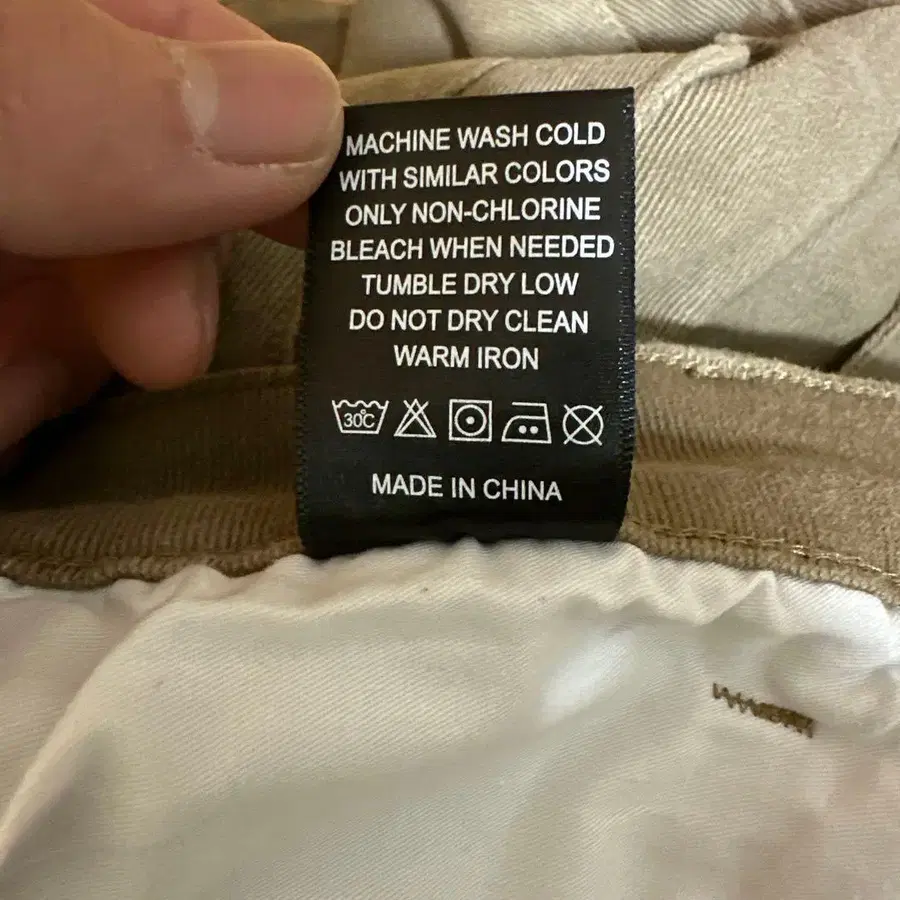 MACHINE WASH COLD
WITH SIMILAR COLORS
ONLY NON-CHLORINE
BLEACH WHEN NEEDED
TUMBLE DRY LOW
DO NOT DRY CLEAN
WARM IRON
30°C
MADE IN CHINA